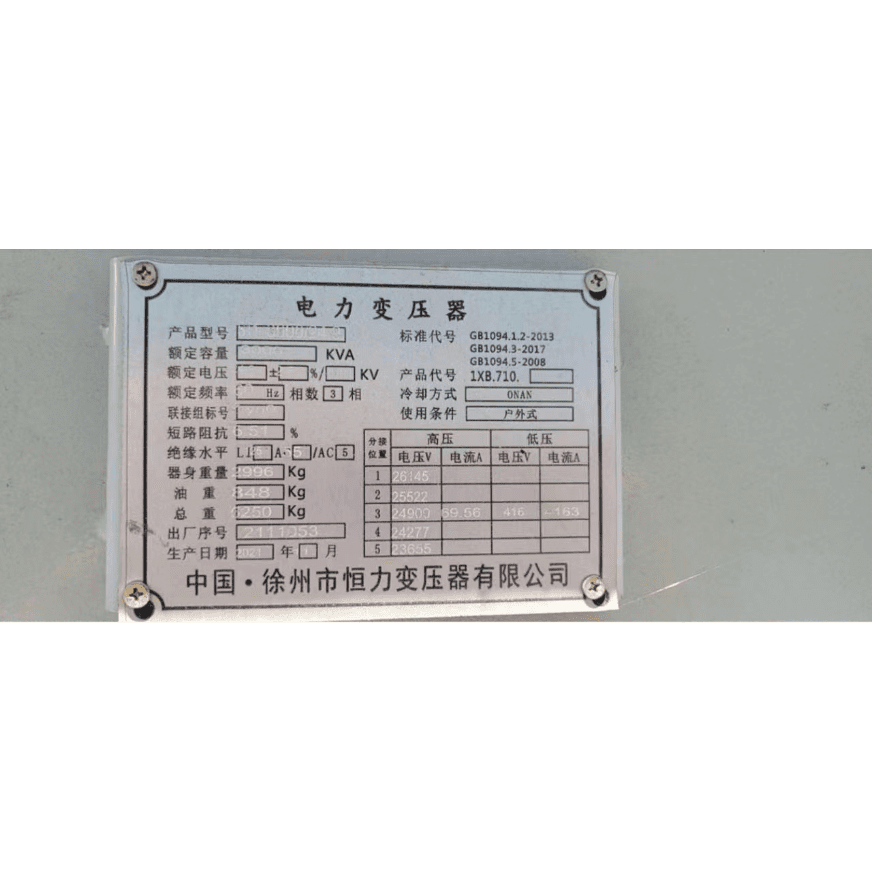 电力变压器
产品型号
额定容量 KVA
额定电压 ± %/ KV
额定频率 Hz 相数 3 相
联接组标号
短路阻抗 %
绝缘水平 LI A· /AC 5
器身重量 2996 Kg
油重 848 Kg
总重 6250 Kg
出厂序号
生产日期 2021 年 月
标准代号 GB1094.1.2-2013
GB1094.3-2017
GB1094.5-2008
产品代号 1XB.710.
冷却方式 ONAN
使用条件 户外式
分接位置 高压 低压
电压V 电流A 电压V 电流A
1 26145
2 25522
3 24900 69.56 416 4163
4 24277
5 23655
中国·徐州市恒力变压器有限公司